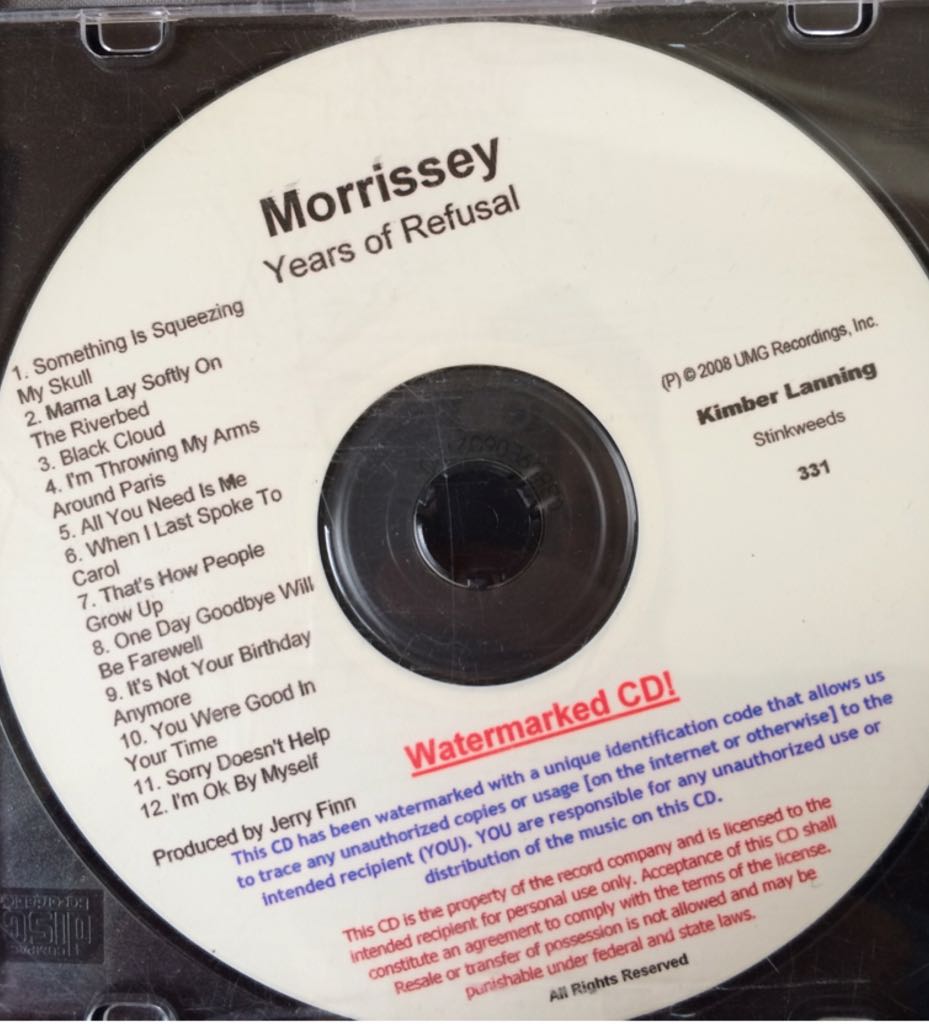 Morrissey
Years of Refusal
1. Something Is Squeezing
My Skull
2. Mama Lay Softly On
The Riverbed
3. Black Cloud
4. I'm Throwing My Arms
Around Paris
5. All You Need Is Me
6. When I Last Spoke To
Carol
7. That's How People
Grow Up
8. One Day Goodbye Will
Be Farewell
9. It's Not Your Birthday
Anymore
10. You Were Good In
Your Time
11. Sorry Doesn't Help
12. I'm Ok By Myself
Produced by Jerry Finn
(P) © 2008 UMG Recordings, Inc.
Kimber Lanning
Stinkweeds
331
Watermarked CD!
This CD has been watermarked with a unique identification code that allows us
to trace any unauthorized copies or usage [on the internet or otherwise] to the
intended recipient (YOU). YOU are responsible for any unauthorized use or
distribution of the music on this CD.
This CD is the property of the record company and is licensed to the
intended recipient for personal use only. Acceptance of this CD shall
constitute an agreement to comply with the terms of the license.
Resale or transfer of possession is not allowed and may be
punishable under federal and state laws.
All Rights Reserved
COMPACT
DISC